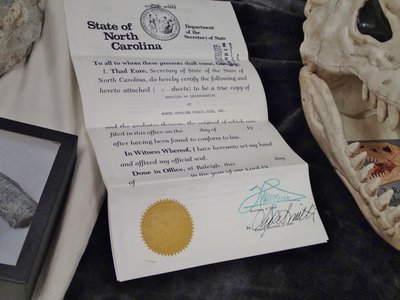 State of
North
Carolina
Department
of the
Secretary of State
To all to whom these presents shall come, Greeting:
I, Thad Eure, Secretary of State of the State of
North Carolina, do hereby certify the following and
hereto attached ( sheets) to be a true copy of
ARTICLES OF INCORPORATION
OF
NORTH CAROLINA FOSSIL CLUB, INC.
and the probates thereon, the original of which was
filed in this office on the day of 19 ,
after having been found to conform to law.
In Witness Whereof, I have hereunto set my hand
and affixed my official seal.
Done in Office, at Raleigh, this day
of in the year of our Lord 19
Secretary of State
By